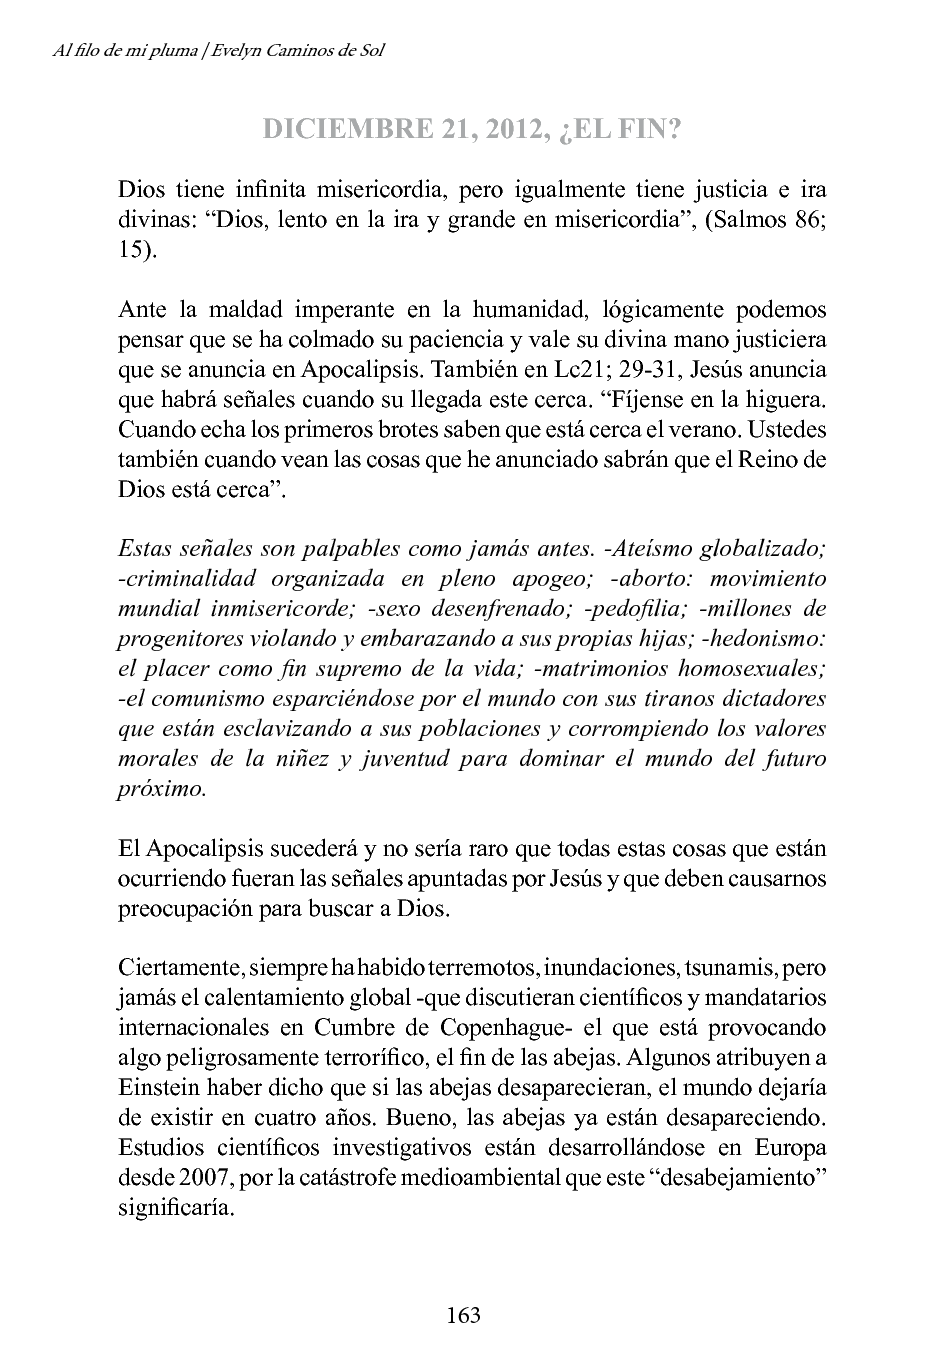 Al filo de mi pluma / Evelyn Caminos de Sol
DICIEMBRE 21, 2012, ¿EL FIN?
Dios tiene infinita misericordia, pero igualmente tiene justicia e ira
divinas: “Dios, lento en la ira y grande en misericordia”, (Salmos 86;
15).
Ante la maldad imperante en la humanidad, lógicamente podemos
pensar que se ha colmado su paciencia y vale su divina mano justiciera
que se anuncia en Apocalipsis. También en Lc21; 29-31, Jesús anuncia
que habrá señales cuando su llegada este cerca. “Fíjense en la higuera.
Cuando echa los primeros brotes saben que está cerca el verano. Ustedes
también cuando vean las cosas que he anunciado sabrán que el Reino de
Dios está cerca”.
Estas señales son palpables como jamás antes. -Ateísmo globalizado;
-criminalidad organizada en pleno apogeo; -aborto: movimiento
mundial inmisericorde; -sexo desenfrenado; -pedofilia; -millones de
progenitores violando y embarazando a sus propias hijas; -hedonismo:
el placer como fin supremo de la vida; -matrimonios homosexuales;
-el comunismo esparciéndose por el mundo con sus tiranos dictadores
que están esclavizando a sus poblaciones y corrompiendo los valores
morales de la niñez y juventud para dominar el mundo del futuro
próximo.
El Apocalipsis sucederá y no sería raro que todas estas cosas que están
ocurriendo fueran las señales apuntadas por Jesús y que deben causarnos
preocupación para buscar a Dios.
Ciertamente, siempre ha habido terremotos, inundaciones, tsunamis, pero
jamás el calentamiento global -que discutieran científicos y mandatarios
internacionales en Cumbre de Copenhague- el que está provocando
algo peligrosamente terrorífico, el fin de las abejas. Algunos atribuyen a
Einstein haber dicho que si las abejas desaparecieran, el mundo dejaría
de existir en cuatro años. Bueno, las abejas ya están desapareciendo.
Estudios científicos investigativos están desarrollándose en Europa
desde 2007, por la catástrofe medioambiental que este “desabejamiento”
significaría.
163